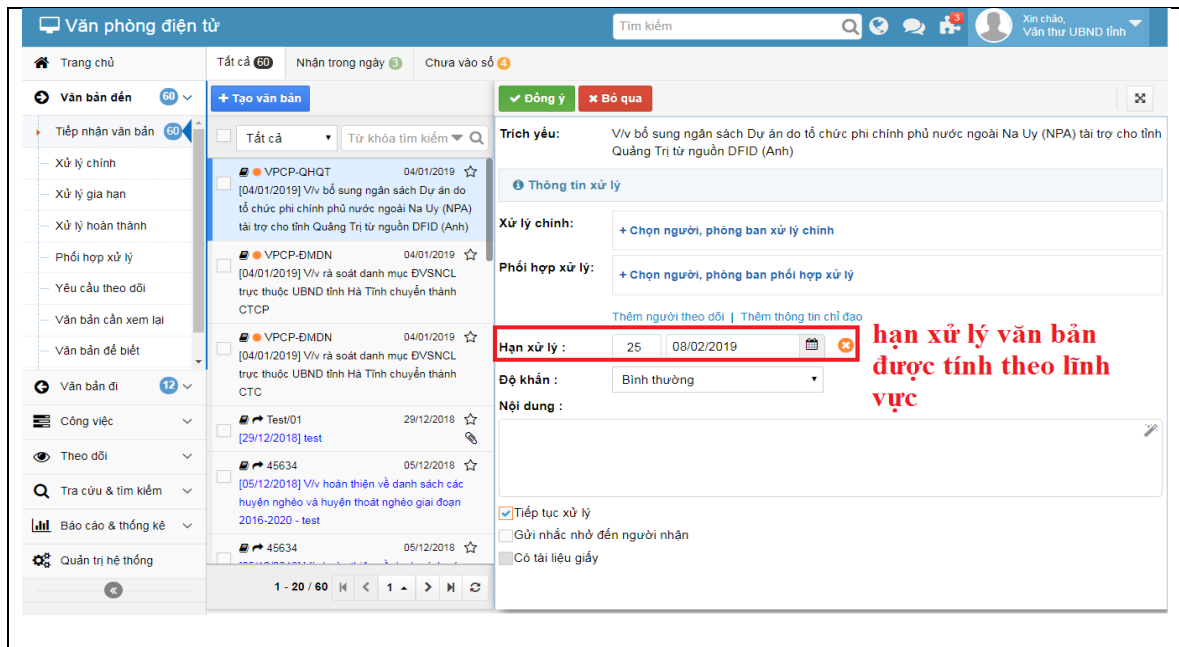 Văn phòng điện tử
Tìm kiếm
3
Xin chào,
Văn thư UBND tỉnh
Trang chủ
Văn bản đến 60
Tiếp nhận văn bản 60
Xử lý chính
Xử lý gia hạn
Xử lý hoàn thành
Phối hợp xử lý
Yêu cầu theo dõi
Văn bản cần xem lại
Văn bản để biết
Văn bản đi 12
Công việc
Theo dõi
Tra cứu & tìm kiếm
Báo cáo & thống kê
Quản trị hệ thống
Tất cả 60 Nhận trong ngày 3 Chưa vào sổ 4
+ Tạo văn bản
Tất cả Từ khóa tìm kiếm
VPCP-QHQT 04/01/2019
[04/01/2019] V/v bổ sung ngân sách Dự án do
tổ chức phi chính phủ nước ngoài Na Uy (NPA)
tài trợ cho tỉnh Quảng Trị từ nguồn DFID (Anh)
VPCP-ĐMDN 04/01/2019
[04/01/2019] V/v rà soát danh mục ĐVSNCL
trực thuộc UBND tỉnh Hà Tĩnh chuyển thành
CTCP
VPCP-ĐMDN 04/01/2019
[04/01/2019] V/v rà soát danh mục ĐVSNCL
trực thuộc UBND tỉnh Hà Tĩnh chuyển thành
CTC
Test/01 29/12/2018
[29/12/2018] test
45634 05/12/2018
[05/12/2018] V/v hoàn thiện về danh sách các
huyện nghèo và huyện thoát nghèo giai đoạn
2016-2020 - test
45634 05/12/2018
1 - 20 / 60 1
Đồng ý Bỏ qua
Trích yếu: V/v bổ sung ngân sách Dự án do tổ chức phi chính phủ nước ngoài Na Uy (NPA) tài trợ cho tỉnh
Quảng Trị từ nguồn DFID (Anh)
Thông tin xử lý
Xử lý chính: + Chọn người, phòng ban xử lý chính
Phối hợp xử lý: + Chọn người, phòng ban phối hợp xử lý
Thêm người theo dõi | Thêm thông tin chỉ đạo
Hạn xử lý : 25 08/02/2019
hạn xử lý văn bản
được tính theo lĩnh
vực
Độ khẩn : Bình thường
Nội dung :
Tiếp tục xử lý
Gửi nhắc nhở đến người nhận
Có tài liệu giấy